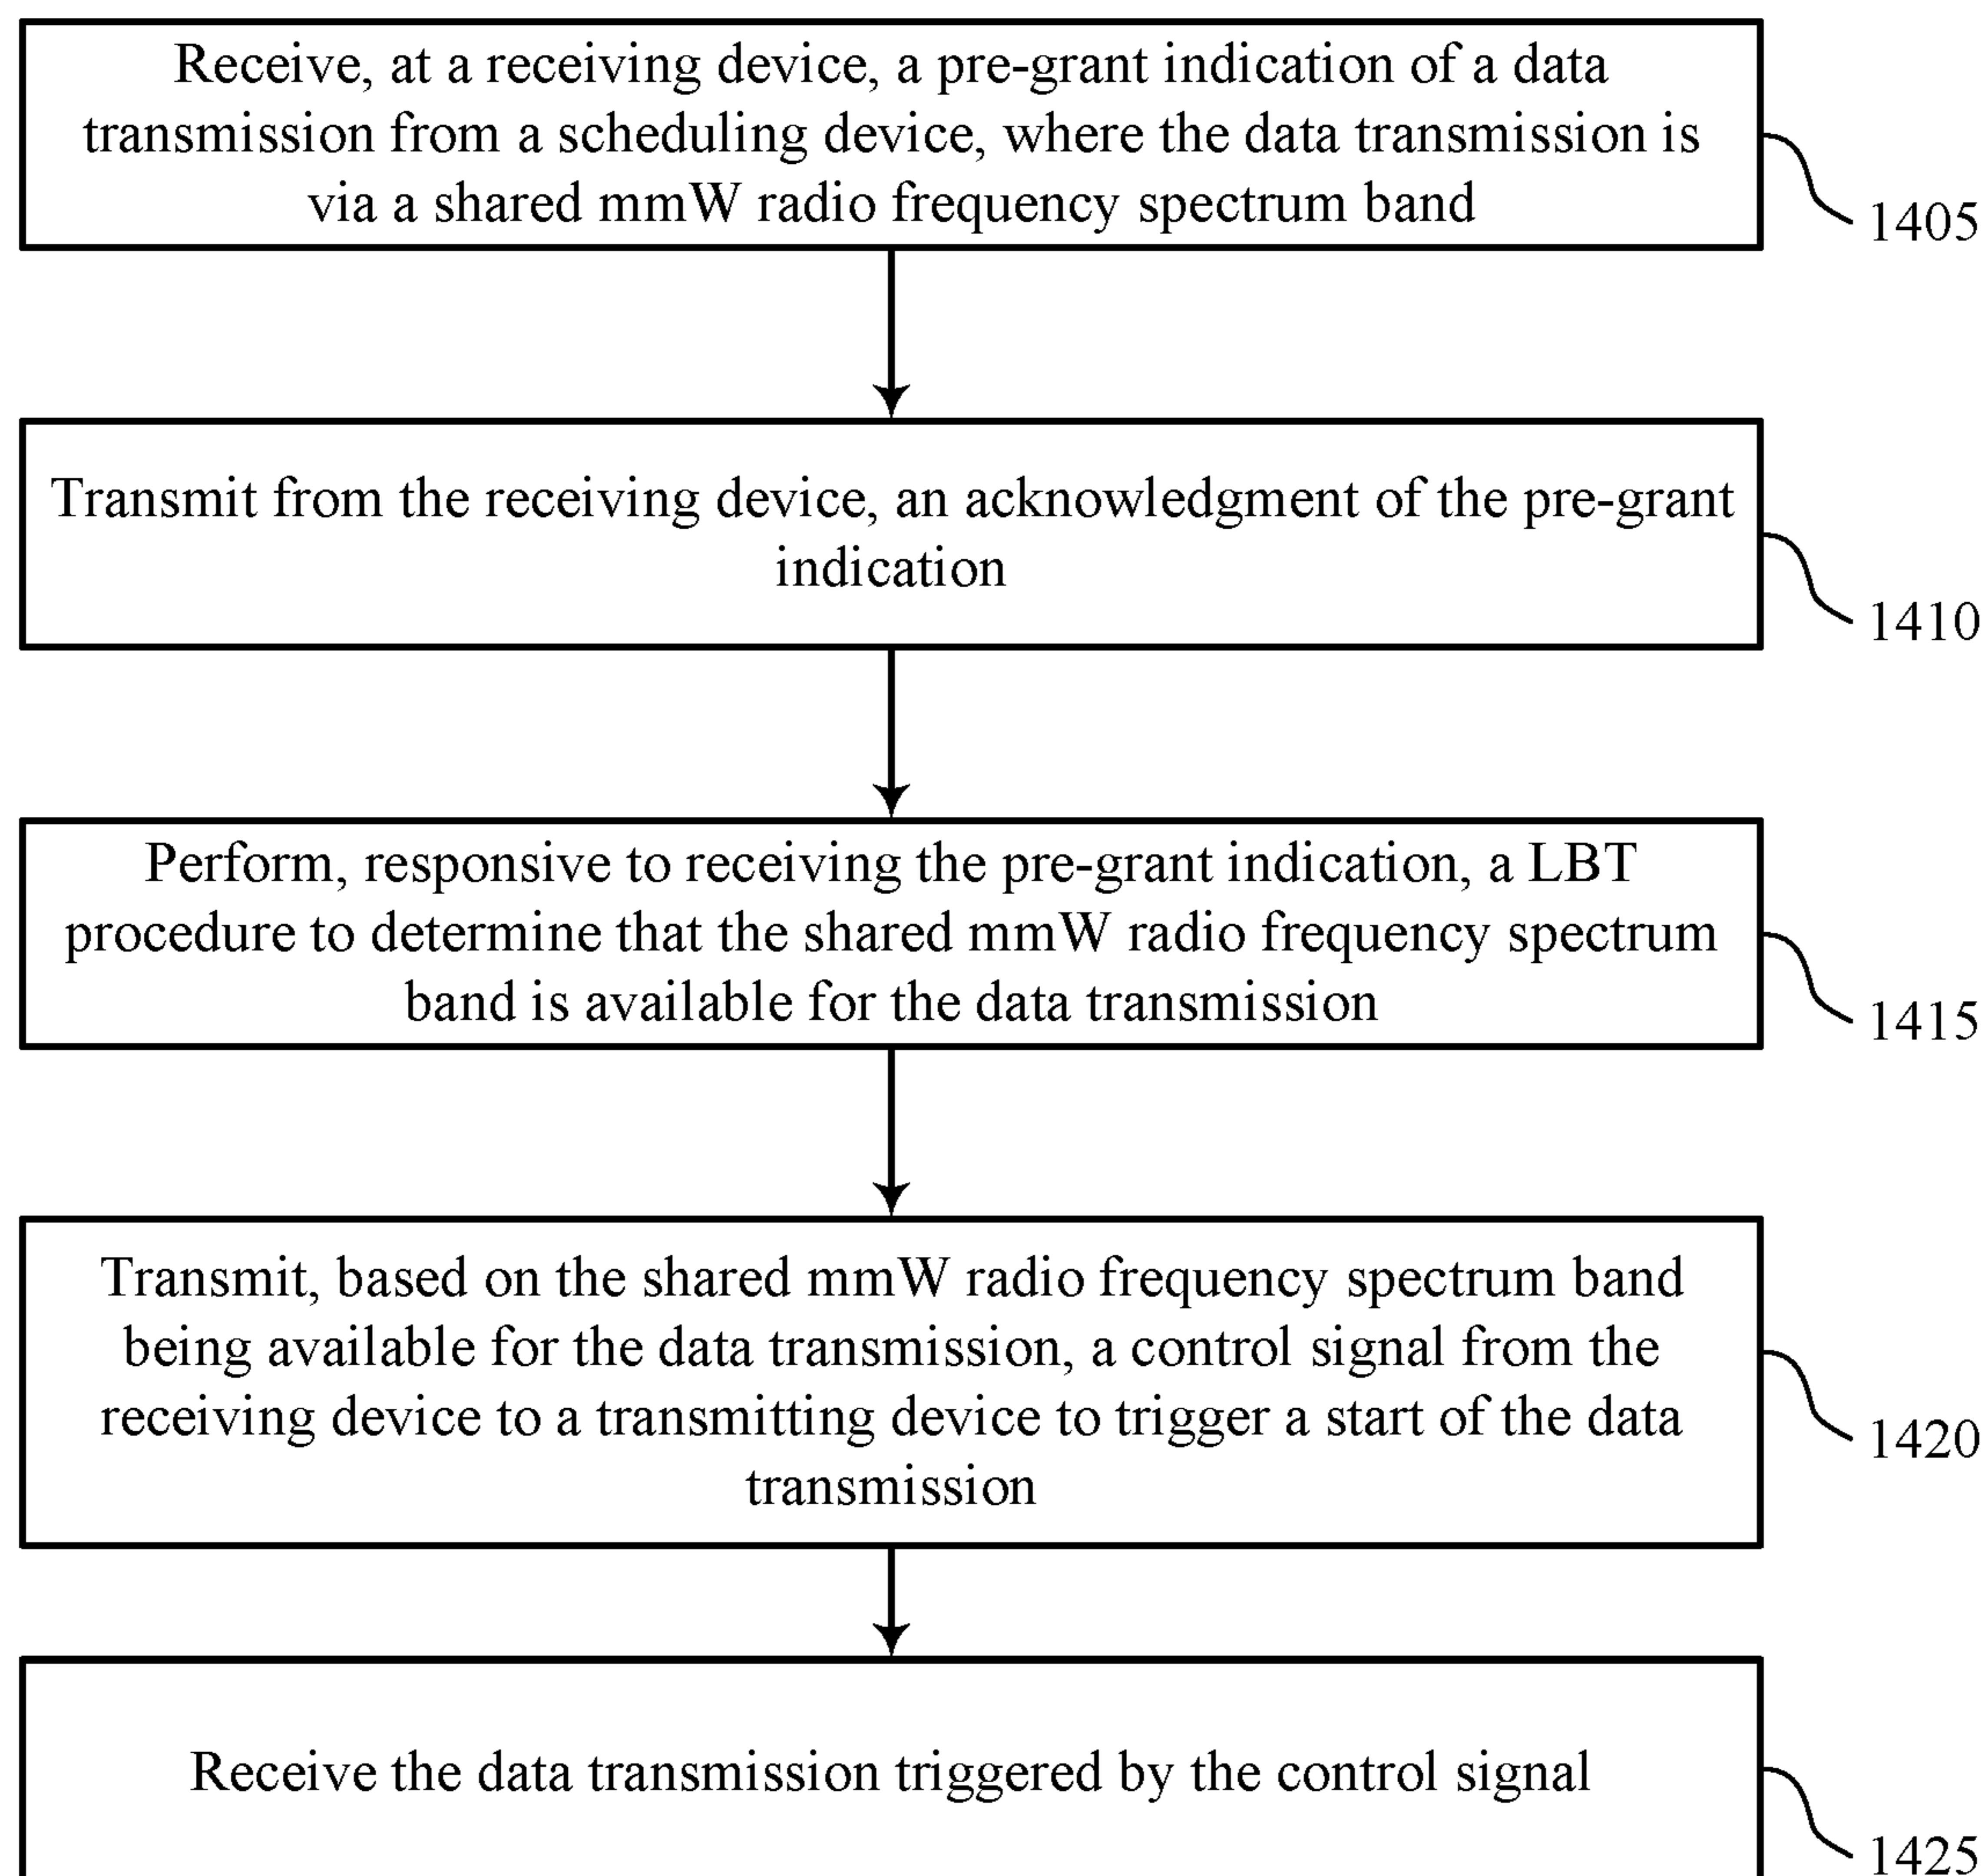 Receive, at a receiving device, a pre-grant indication of a data
transmission from a scheduling device, where the data transmission is
via a shared mmW radio frequency spectrum band
1405
Transmit from the receiving device, an acknowledgment of the pre-grant
indication
1410
Perform, responsive to receiving the pre-grant indication, a LBT
procedure to determine that the shared mmW radio frequency spectrum
band is available for the data transmission
1415
Transmit, based on the shared mmW radio frequency spectrum band
being available for the data transmission, a control signal from the
receiving device to a transmitting device to trigger a start of the data
transmission
1420
Receive the data transmission triggered by the control signal
1425